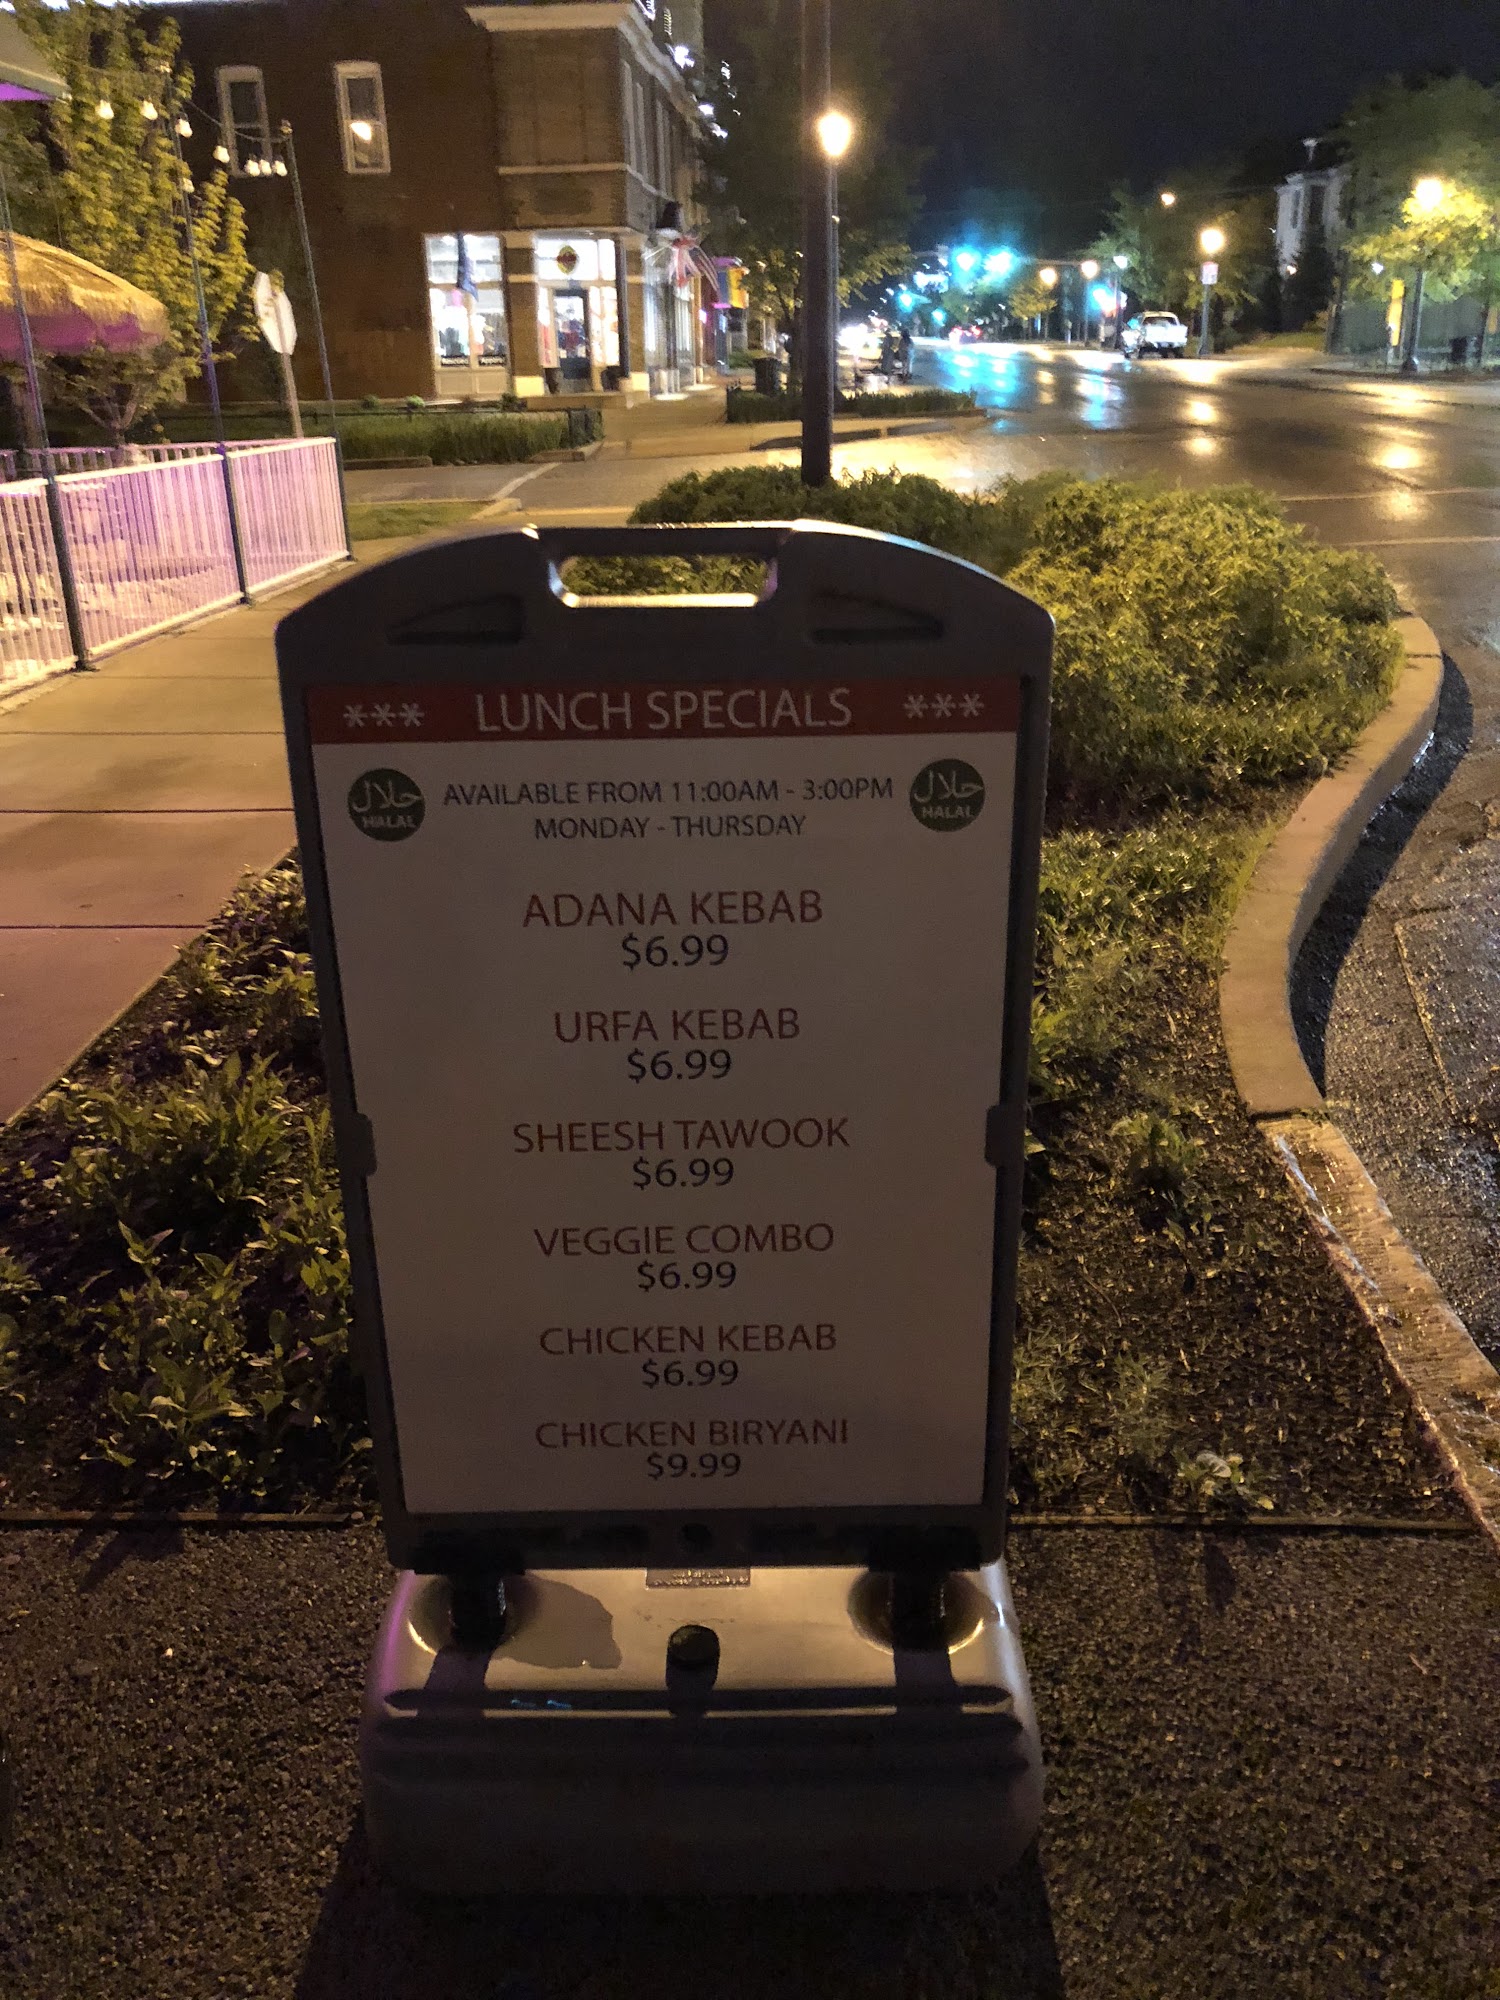 *** LUNCH SPECIALS ***
حلال HALAL
AVAILABLE FROM 11:00AM - 3:00PM
حلال HALAL
MONDAY - THURSDAY
ADANA KEBAB
$6.99
URFA KEBAB
$6.99
SHEESH TAWOOK
$6.99
VEGGIE COMBO
$6.99
CHICKEN KEBAB
$6.99
CHICKEN BIRYANI
$9.99